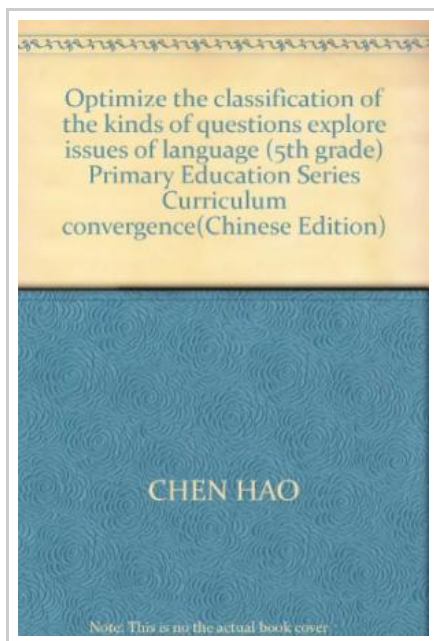 Optimize the classification of
the kinds of questions explore
issues of language (5th grade)
Primary Education Series
Curriculum
convergence(Chinese Edition)
CHEN HAO
Note: This is no the actual book cover